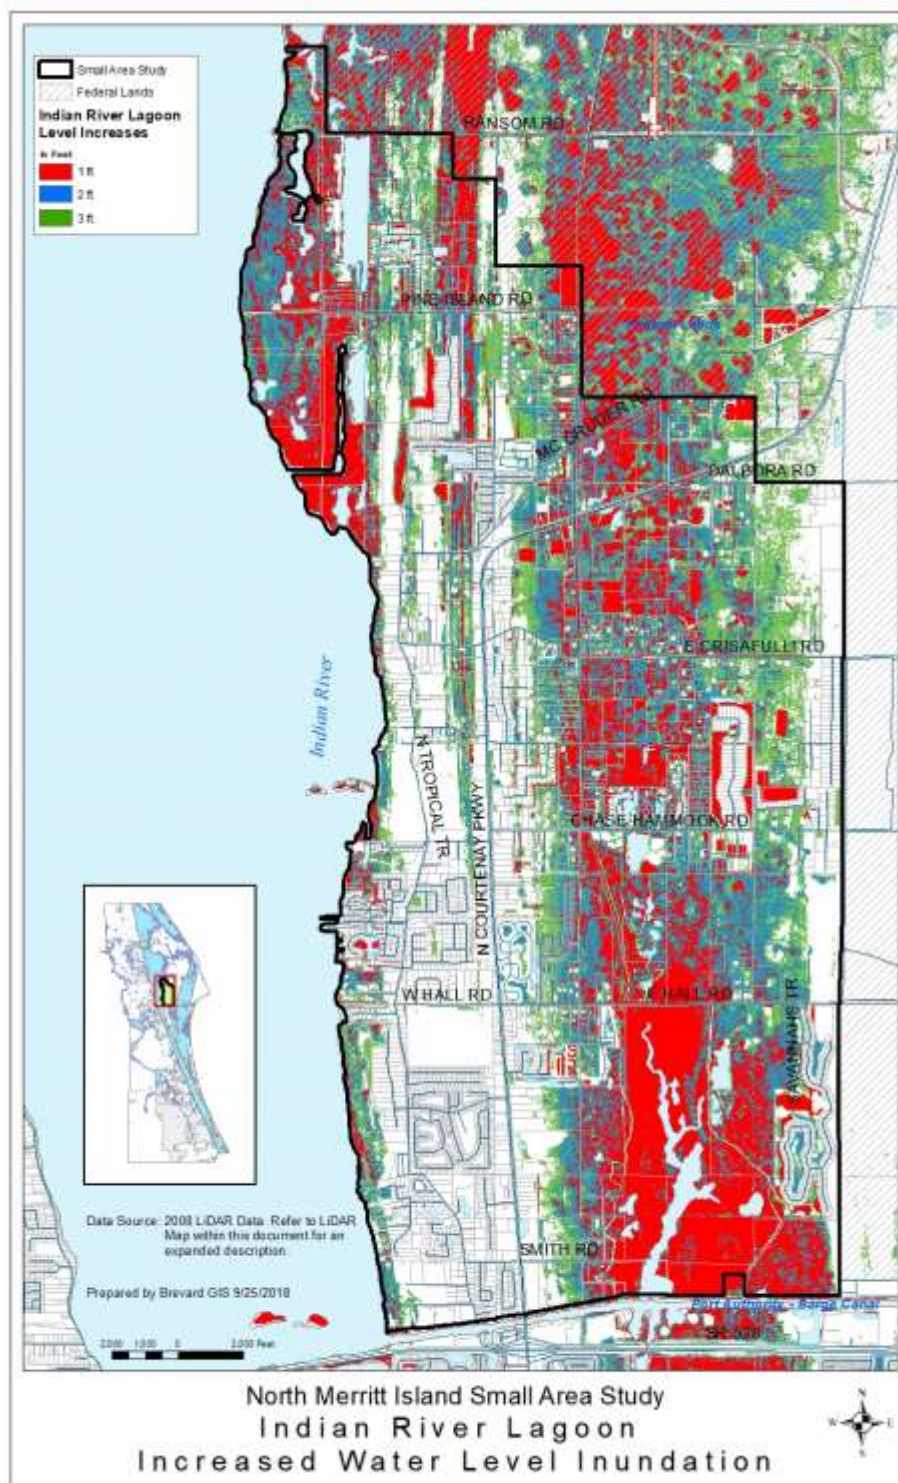 Small Area Study
Federal Lands
Indian River Lagoon
Level Increases
In Feet
1 ft.
2 ft.
3 ft.
RANSOM RD
PINE ISLAND RD
MC GRUDER RD
DALBORA RD
E CRISAFULLI RD
Indian River
N TROPICAL TR
N COURTENAY PKWY
CHASE HAMMOCK RD
W HALL RD
E HALL RD
SAVANNAHS TR
Data Source: 2008 LiDAR Data. Refer to LiDAR
Map within this document for an
expanded description
SMITH RD
Prepared by Brevard GIS 9/25/2018
Port Authority - Barge Canal
SR 528
2,000 1,000 0 2,000 Feet
North Merritt Island Small Area Study
Indian River Lagoon
Increased Water Level Inundation
N
W E
S